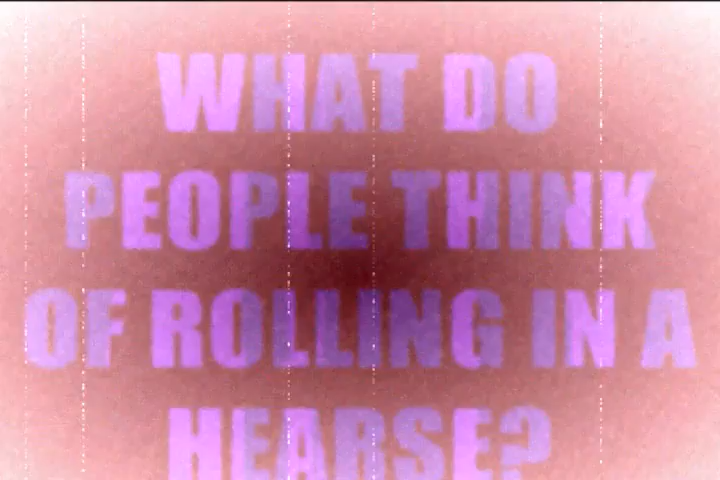 WHAT DO
PEOPLE THINK
OF ROLLING IN A
HEARSE?